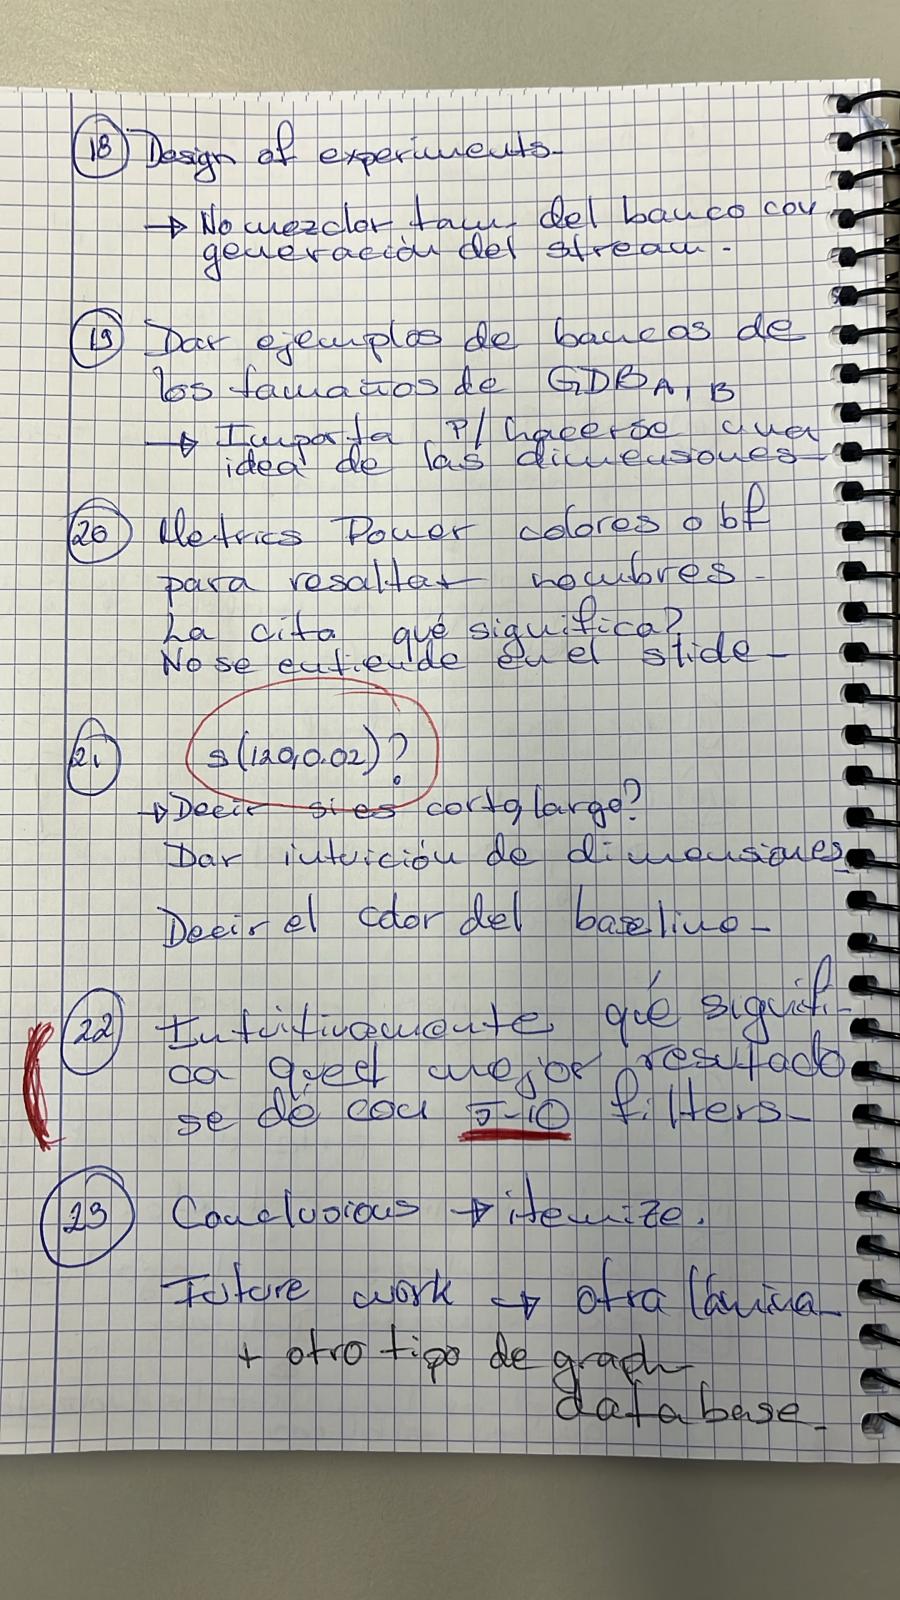 18 Design of experiments-
→ No mezclar tam. del banco con
generación del stream-
19 Dar ejemplos de bancos de
los tamaños de GDB A, B
→ Importa p/ hacerse una
idea de las dimensiones-
20 Metrics Power colores o bf
para resaltar nombres-
La cita qué significa?
No se entiende en el slide-
21 s(120,0.02)?
→ Decir si es corto, largo?
Dar intuición de dimensiones
Decir el color del baseline-
22 Intuitivamente, qué signifi-
ca que el mejor resultado
se dé con 5-10 filters-
23 Conclusions → itemize.
Future work → otra lámina-
+ otro tipo de graph
database-